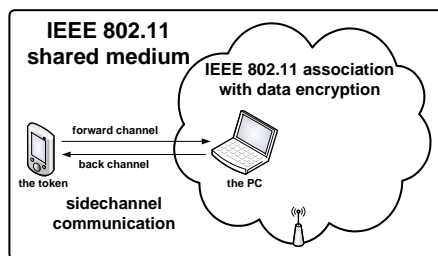 IEEE 802.11
shared medium
IEEE 802.11 association
with data encryption
forward channel
back channel
the token
the PC
sidechannel
communication